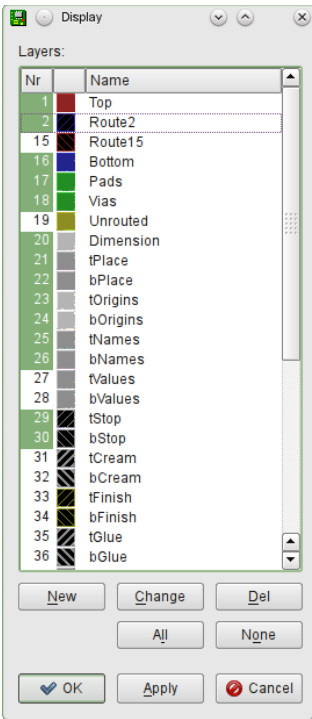 Display
Layers:
Nr Name
1 Top
2 Route2
15 Route15
16 Bottom
17 Pads
18 Vias
19 Unrouted
20 Dimension
21 tPlace
22 bPlace
23 tOrigins
24 bOrigins
25 tNames
26 bNames
27 tValues
28 bValues
29 tStop
30 bStop
31 tCream
32 bCream
33 tFinish
34 bFinish
35 tGlue
36 bGlue
New Change Del
All None
OK Apply Cancel